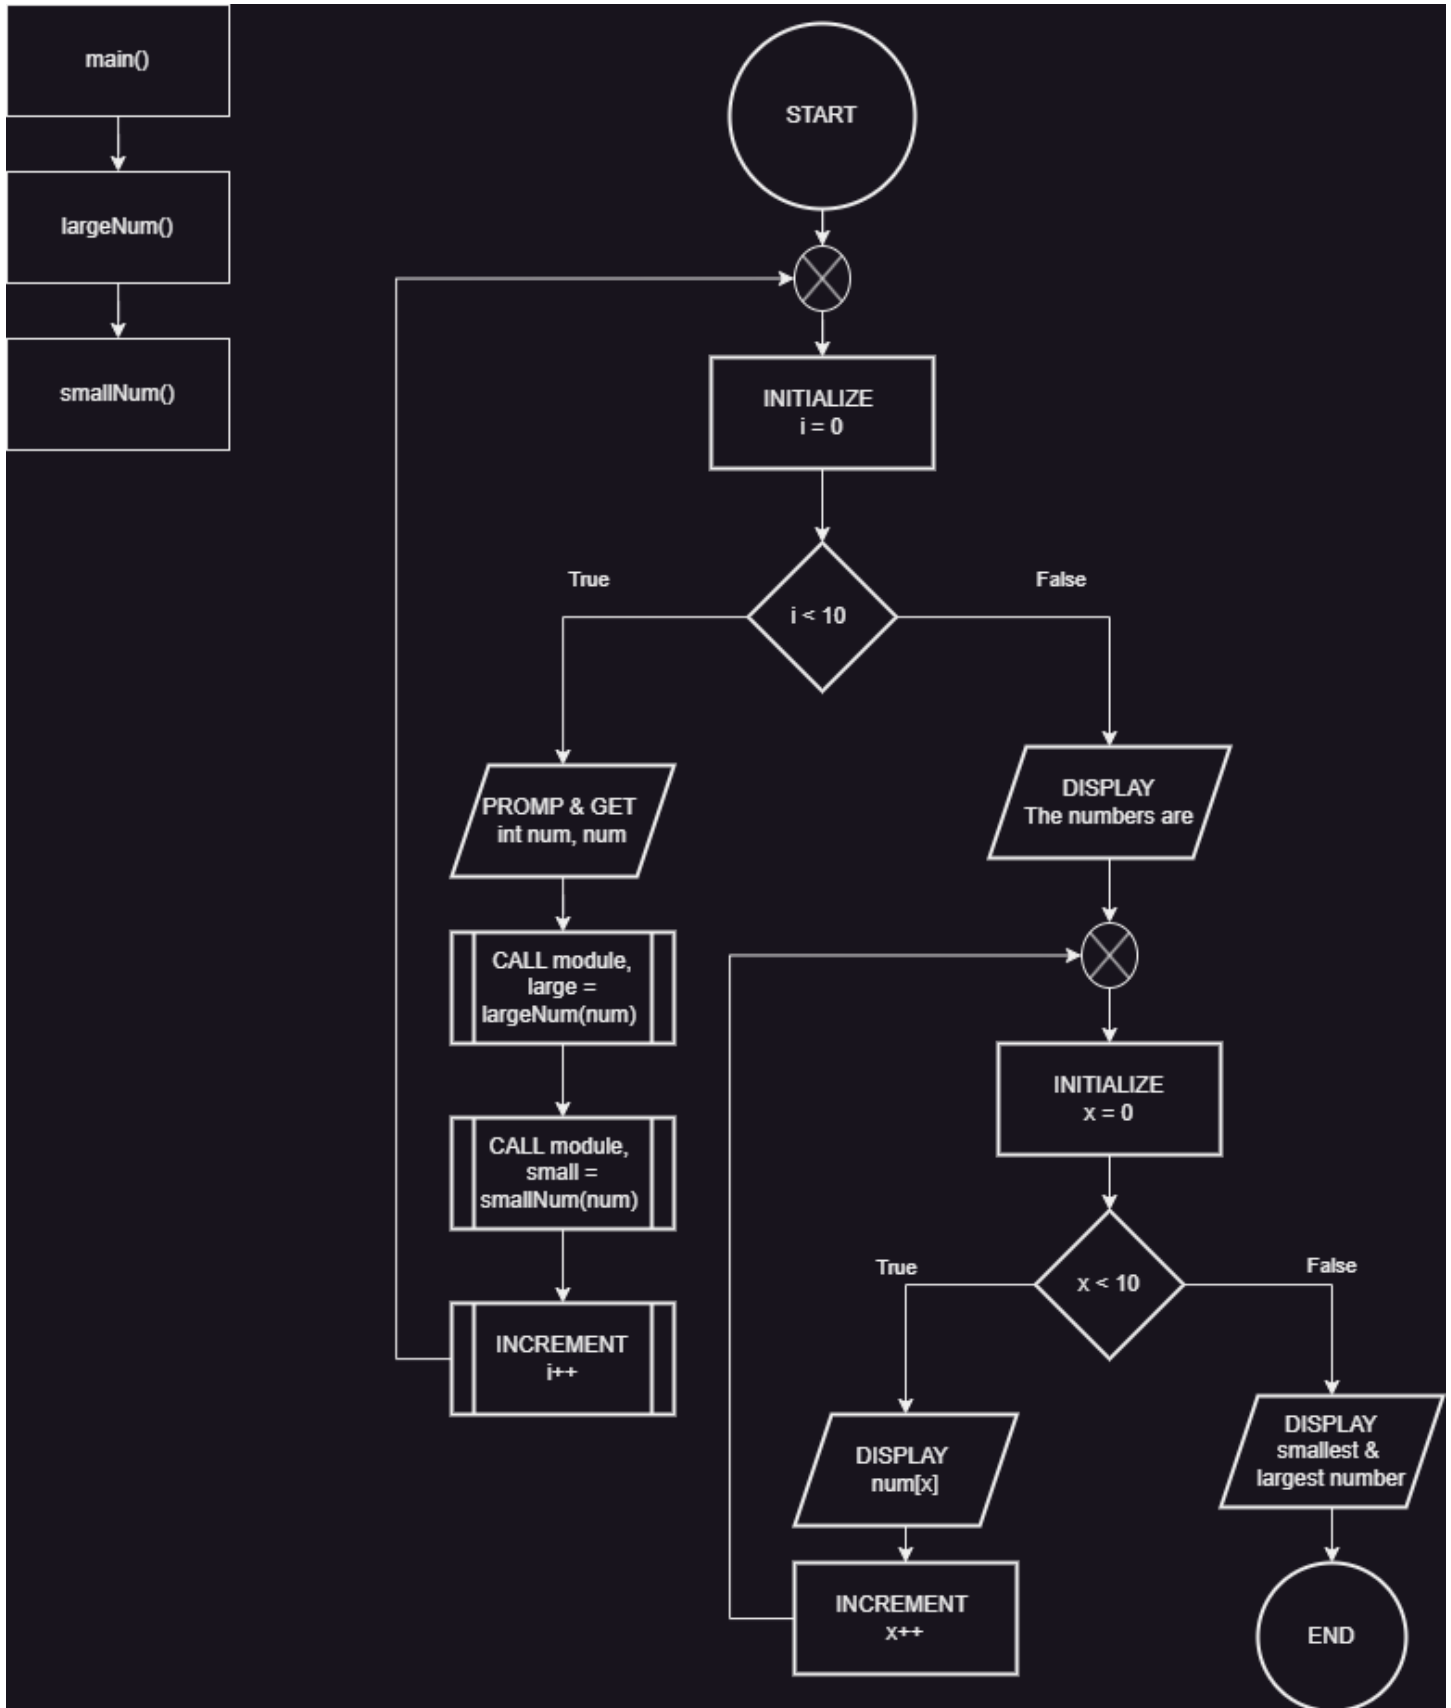 main()
largeNum()
smallNum()
START
INITIALIZE
i = 0
True
False
i < 10
PROMP & GET
int num, num
DISPLAY
The numbers are
CALL module,
large =
largeNum(num)
CALL module,
small =
smallNum(num)
INCREMENT
i++
INITIALIZE
x = 0
True
False
x < 10
DISPLAY
num[x]
INCREMENT
x++
DISPLAY
smallest &
largest number
END